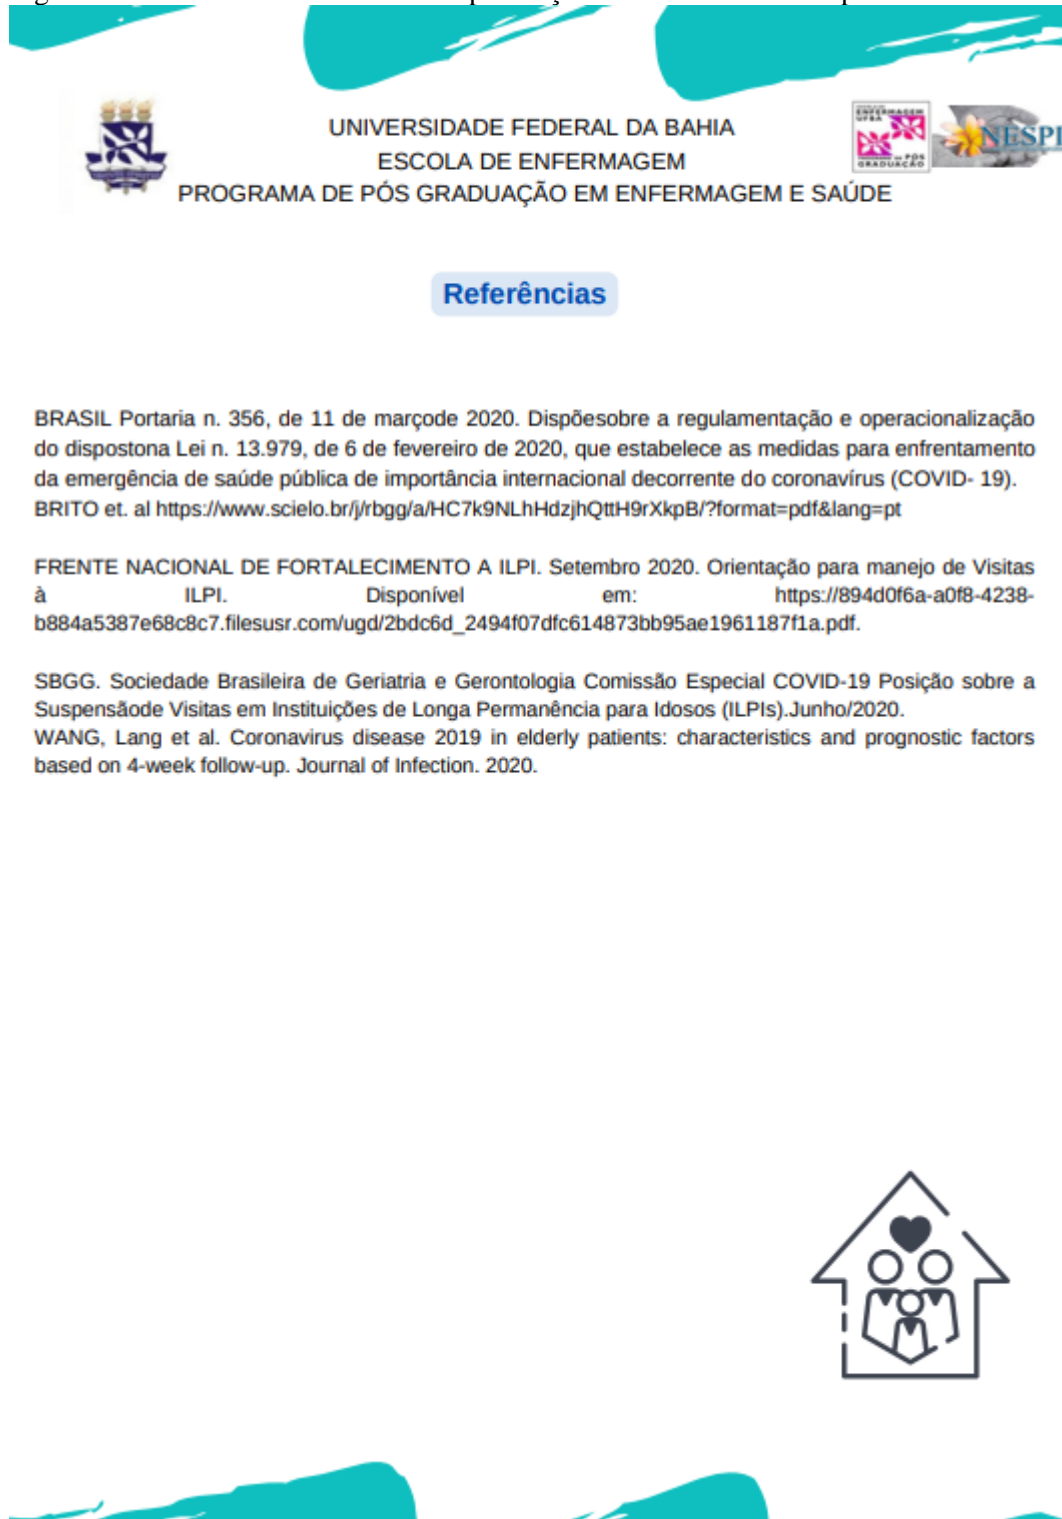 UNIVERSIDADE FEDERAL DA BAHIA
ESCOLA DE ENFERMAGEM
PROGRAMA DE PÓS GRADUAÇÃO EM ENFERMAGEM E SAÚDE
ENFERMAGEM
UFBA
PÓS
GRADUAÇÃO
NESPI
Referências
BRASIL Portaria n. 356, de 11 de marçode 2020. Dispõesobre a regulamentação e operacionalização
do dispostona Lei n. 13.979, de 6 de fevereiro de 2020, que estabelece as medidas para enfrentamento
da emergência de saúde pública de importância internacional decorrente do coronavírus (COVID- 19).
BRITO et. al https://www.scielo.br/j/rbgg/a/HC7k9NLhHdzjhQttH9rXkpB/?format=pdf&lang=pt
FRENTE NACIONAL DE FORTALECIMENTO A ILPI. Setembro 2020. Orientação para manejo de Visitas
à ILPI. Disponível em: https://894d0f6a-a0f8-4238-
b884a5387e68c8c7.filesusr.com/ugd/2bdc6d_2494f07dfc614873bb95ae1961187f1a.pdf.
SBGG. Sociedade Brasileira de Geriatria e Gerontologia Comissão Especial COVID-19 Posição sobre a
Suspensãode Visitas em Instituições de Longa Permanência para Idosos (ILPIs).Junho/2020.
WANG, Lang et al. Coronavirus disease 2019 in elderly patients: characteristics and prognostic factors
based on 4-week follow-up. Journal of Infection. 2020.